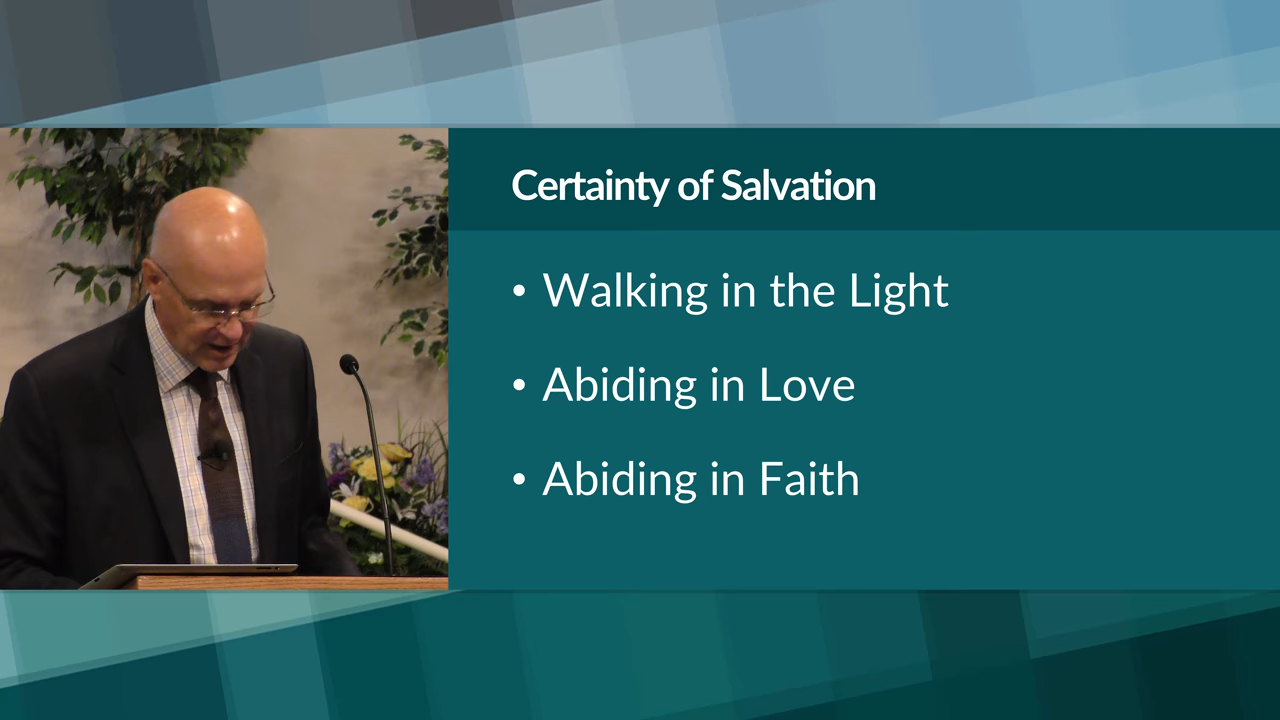 Certainty of Salvation
• Walking in the Light
• Abiding in Love
• Abiding in Faith